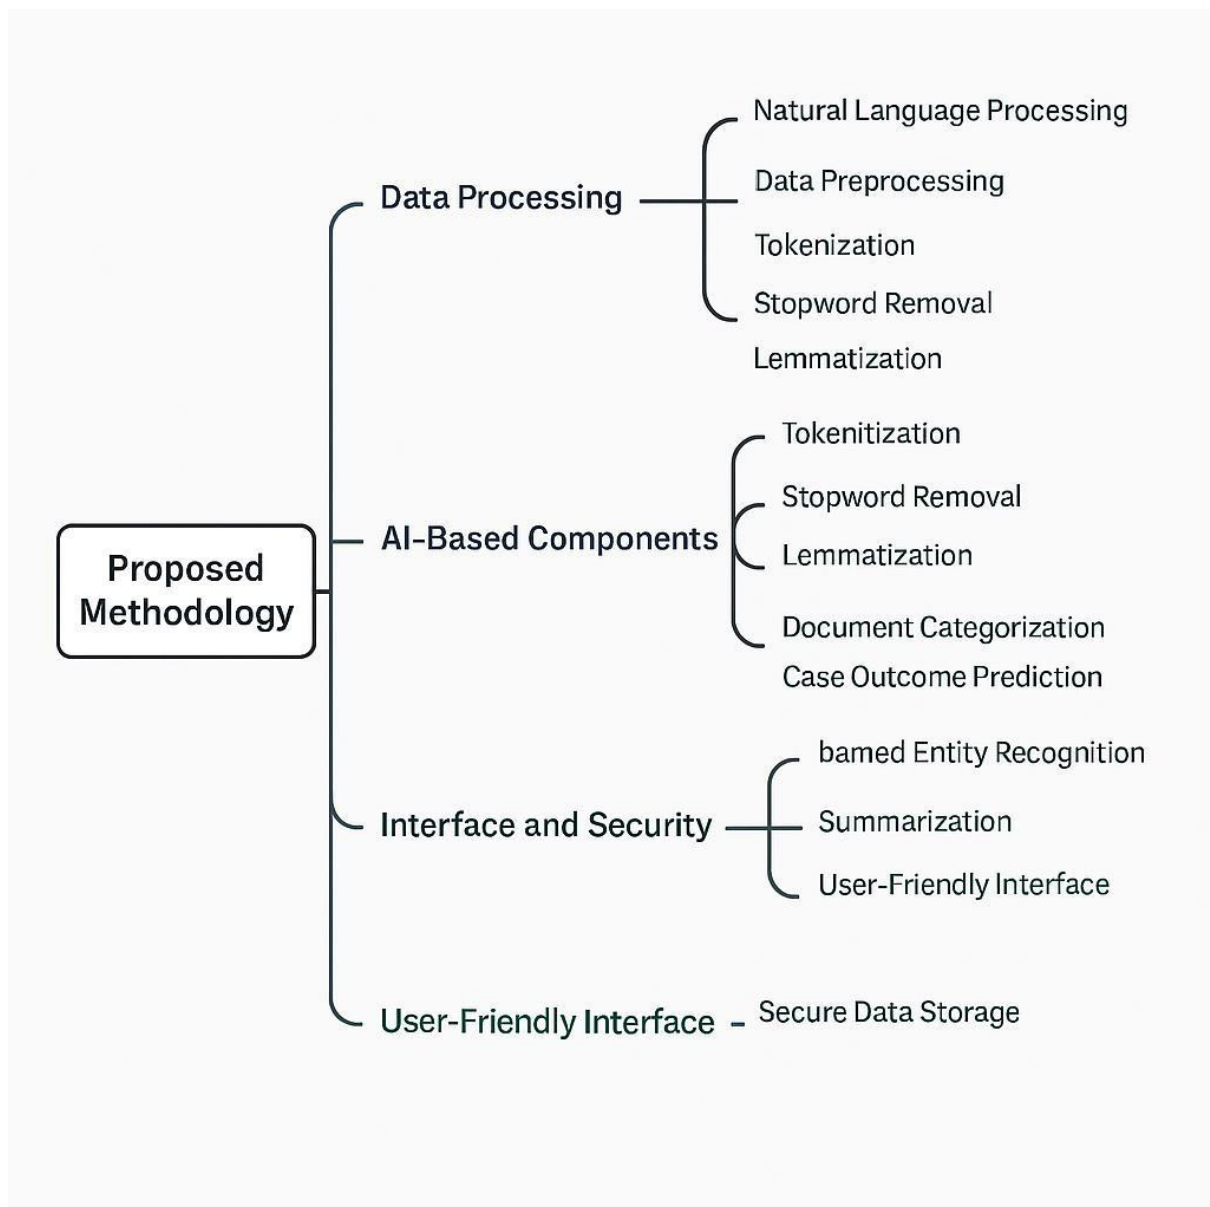 Natural Language Processing
Data Processing
Data Preprocessing
Tokenization
Stopword Removal
Lemmatization
Tokenitization
Stopword Removal
AI-Based Components
Lemmatization
Proposed
Methodology
Document Categorization
Case Outcome Prediction
bamed Entity Recognition
Interface and Security
Summarization
User-Friendly Interface
User-Friendly Interface
Secure Data Storage